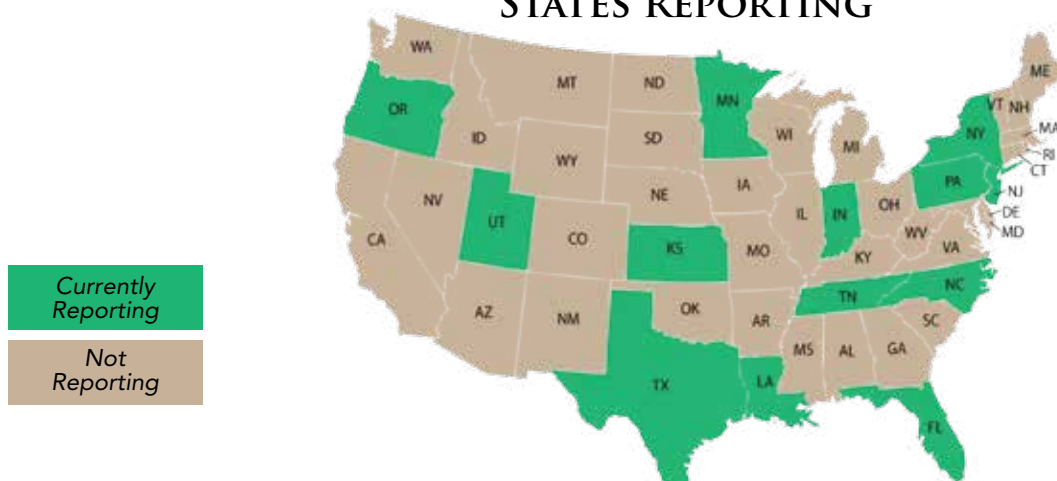 STATES REPORTING
WA
MT
ND
MN
ME
VT NH
OR
ID
SD
WI
MI
NY
MA
RI
CT
WY
NV
UT
NE
IA
PA
NJ
DE
MD
IL
IN
OH
WV
VA
CA
CO
KS
MO
KY
AZ
NM
OK
AR
TN
NC
SC
MS
AL
GA
TX
LA
FL
Currently
Reporting
Not
Reporting